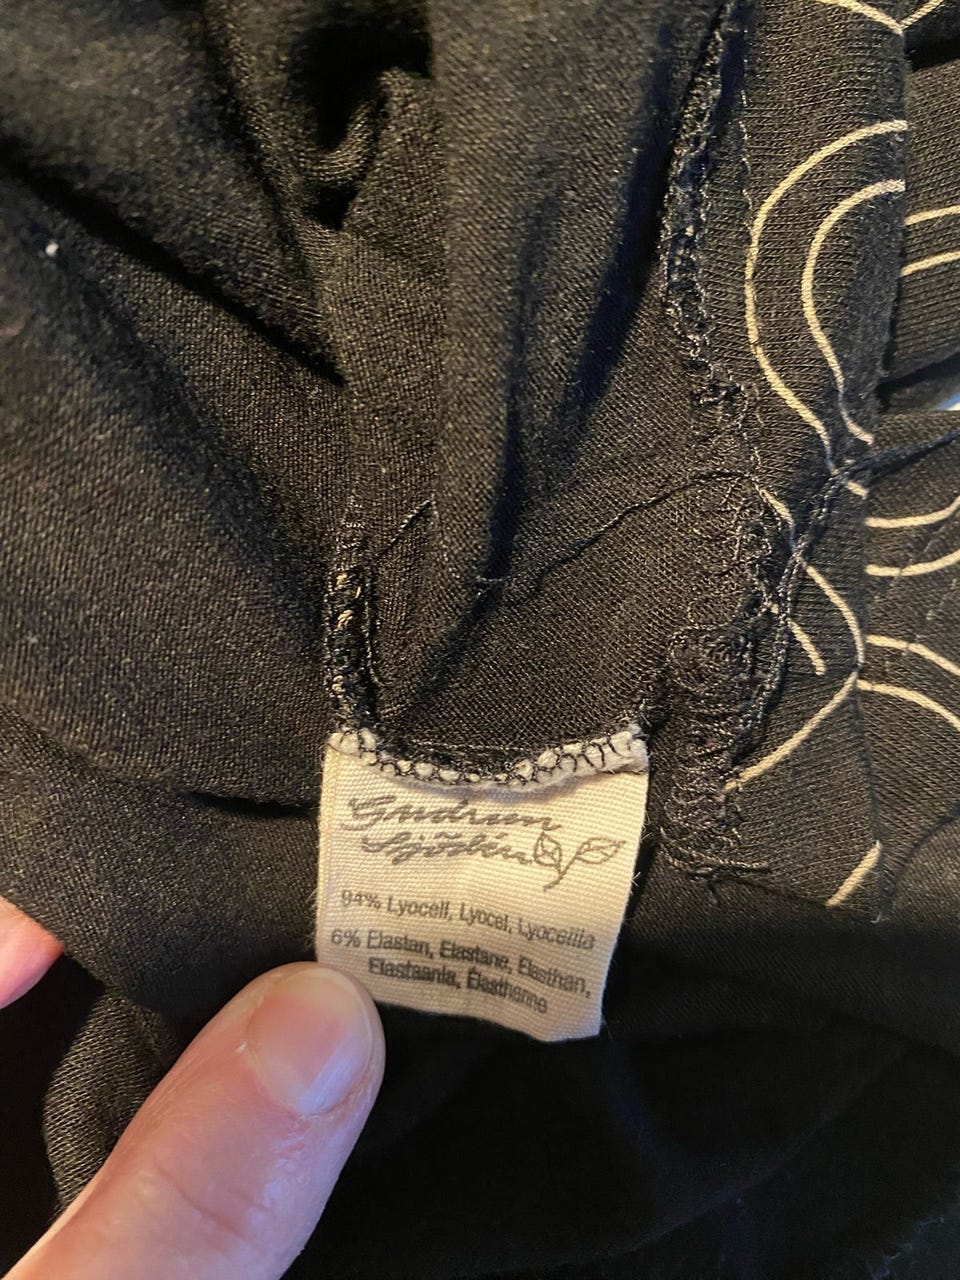 Gudrun
Sjödén
94% Lyocell, Lyocel, Lyocellia
6% Elastan, Elastane, Elasthan,
Elastaania, Élasthanne